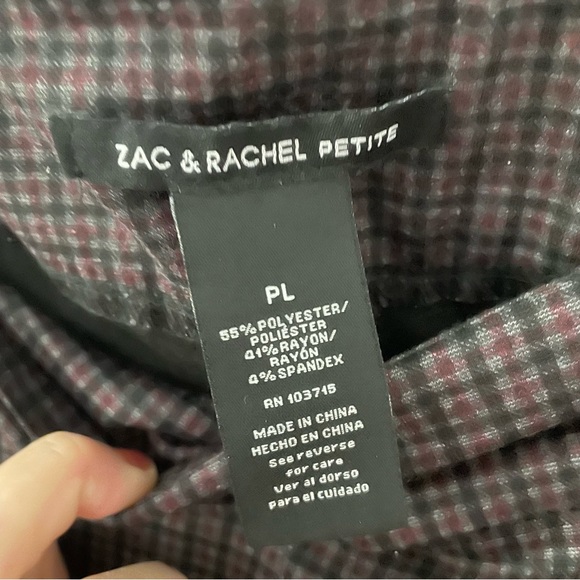 ZAC & RACHEL PETITE
PL
55% POLYESTER/
POLIÉSTER
41% RAYON/
RAYÓN
4% SPANDEX
RN 103715
MADE IN CHINA
HECHO EN CHINA
See reverse
for care
Ver al dorso
para el cuidado